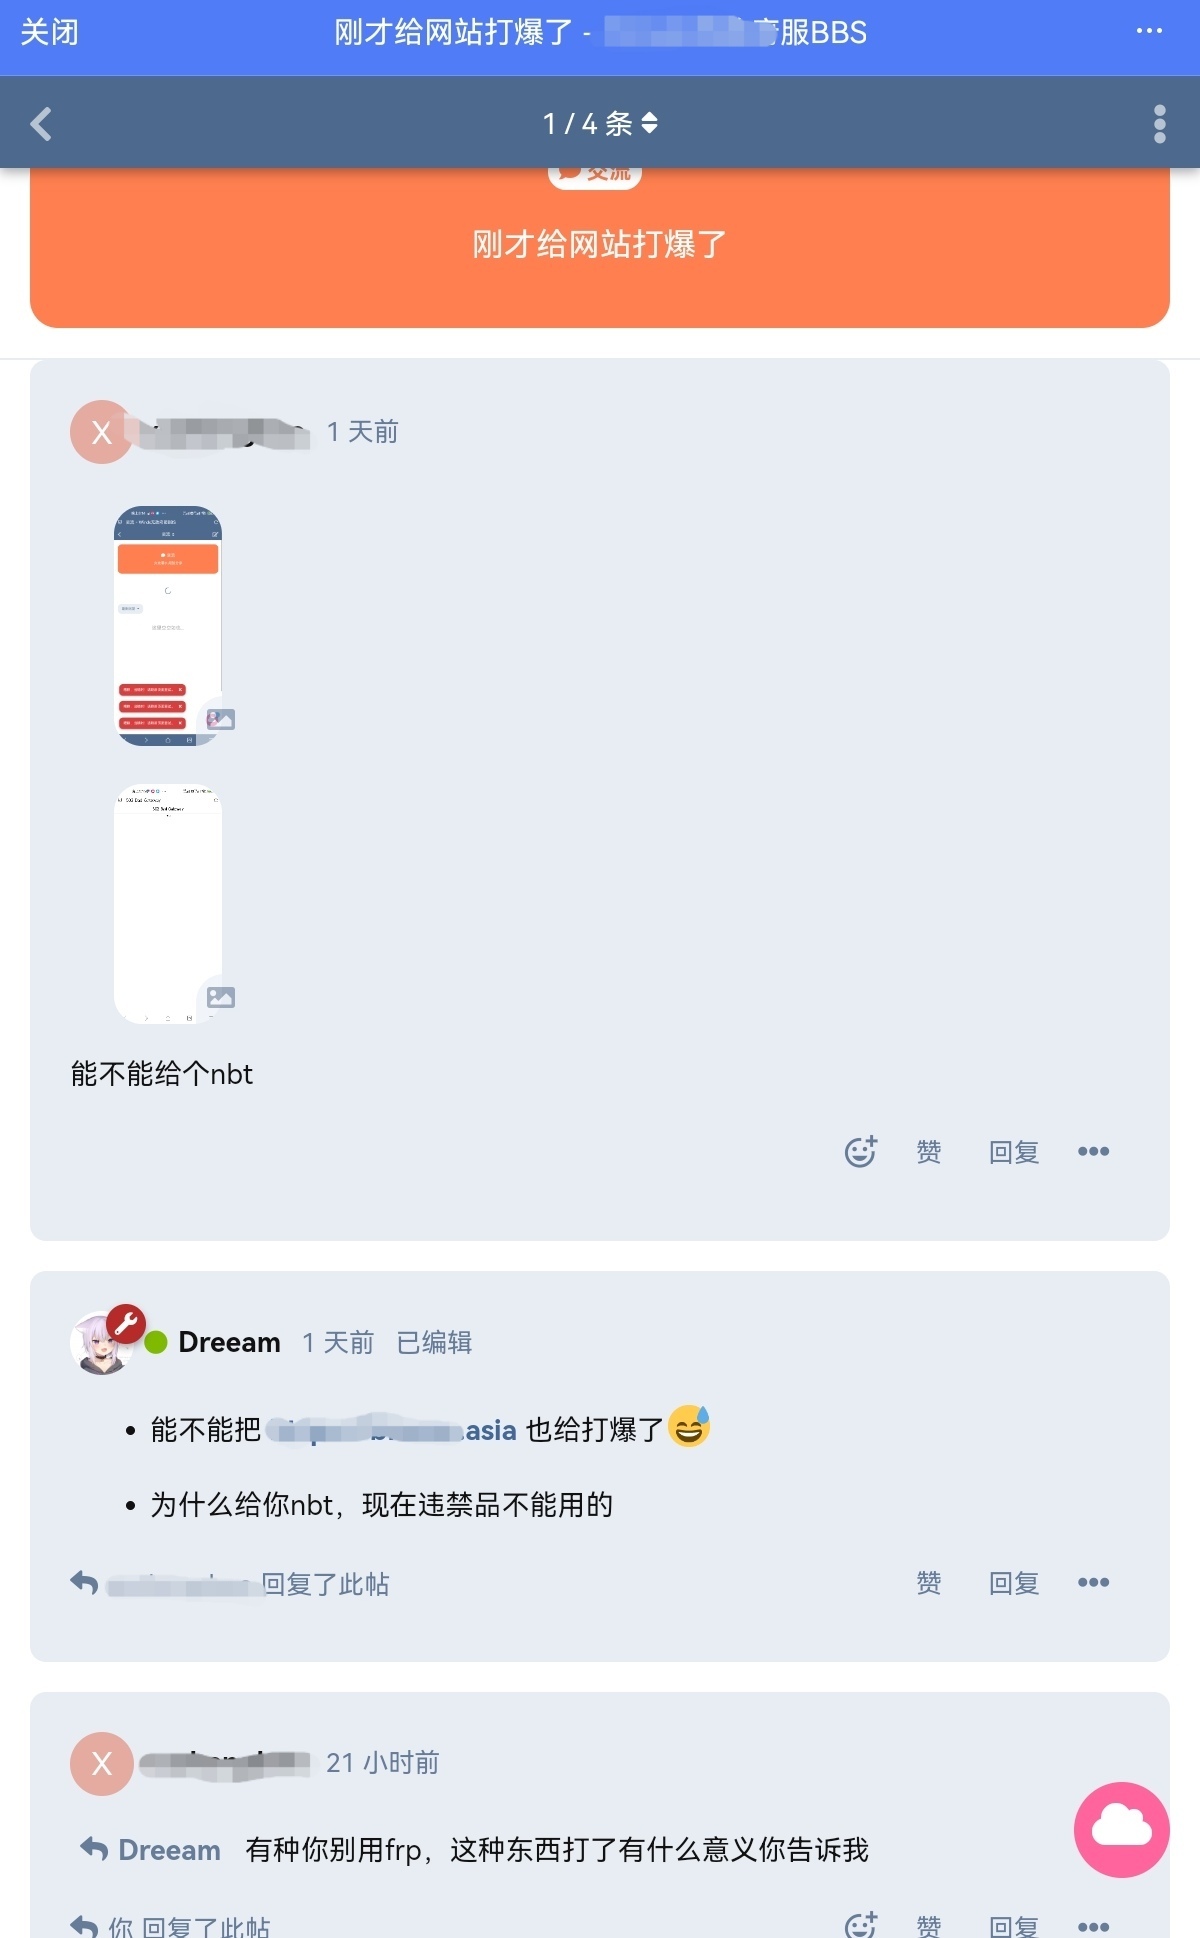 关闭
刚才给网站打爆了 - 服BBS
1 / 4 条
交流
刚才给网站打爆了
X 1 天前
502 Bad Gateway
502 Bad Gateway
能不能给个nbt
赞 回复
Dreeam 1 天前 已编辑
能不能把 .asia 也给打爆了
为什么给你nbt，现在违禁品不能用的
回复了此帖 赞 回复
X 21 小时前
Dreeam 有种你别用frp，这种东西打了有什么意义你告诉我
你 回复了此帖 赞 回复